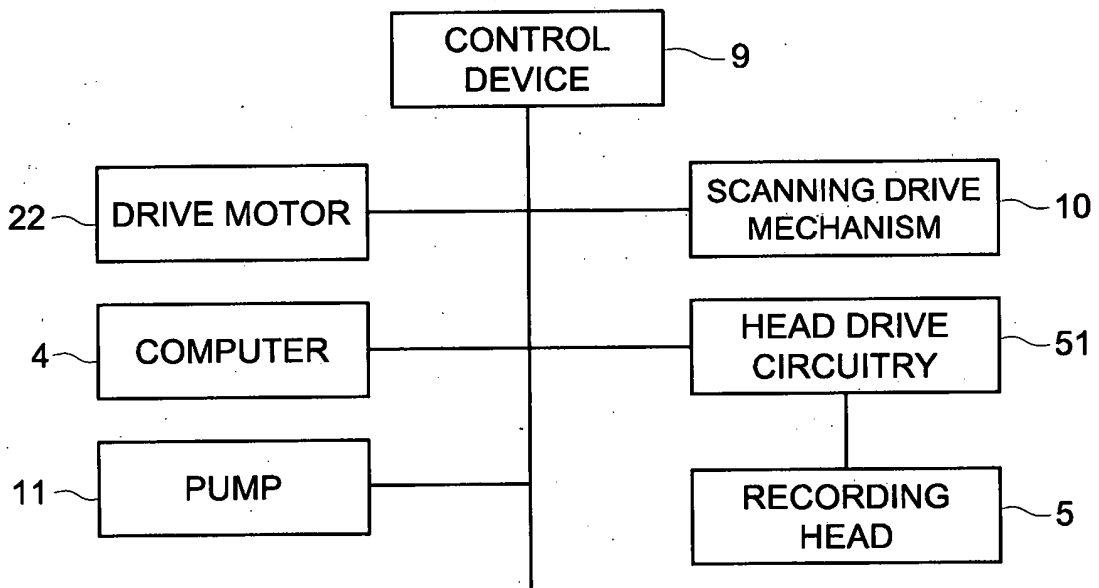 CONTROL
DEVICE
9
22
DRIVE MOTOR
SCANNING DRIVE
MECHANISM
10
4
COMPUTER
HEAD DRIVE
CIRCUITRY
51
11
PUMP
RECORDING
HEAD
5